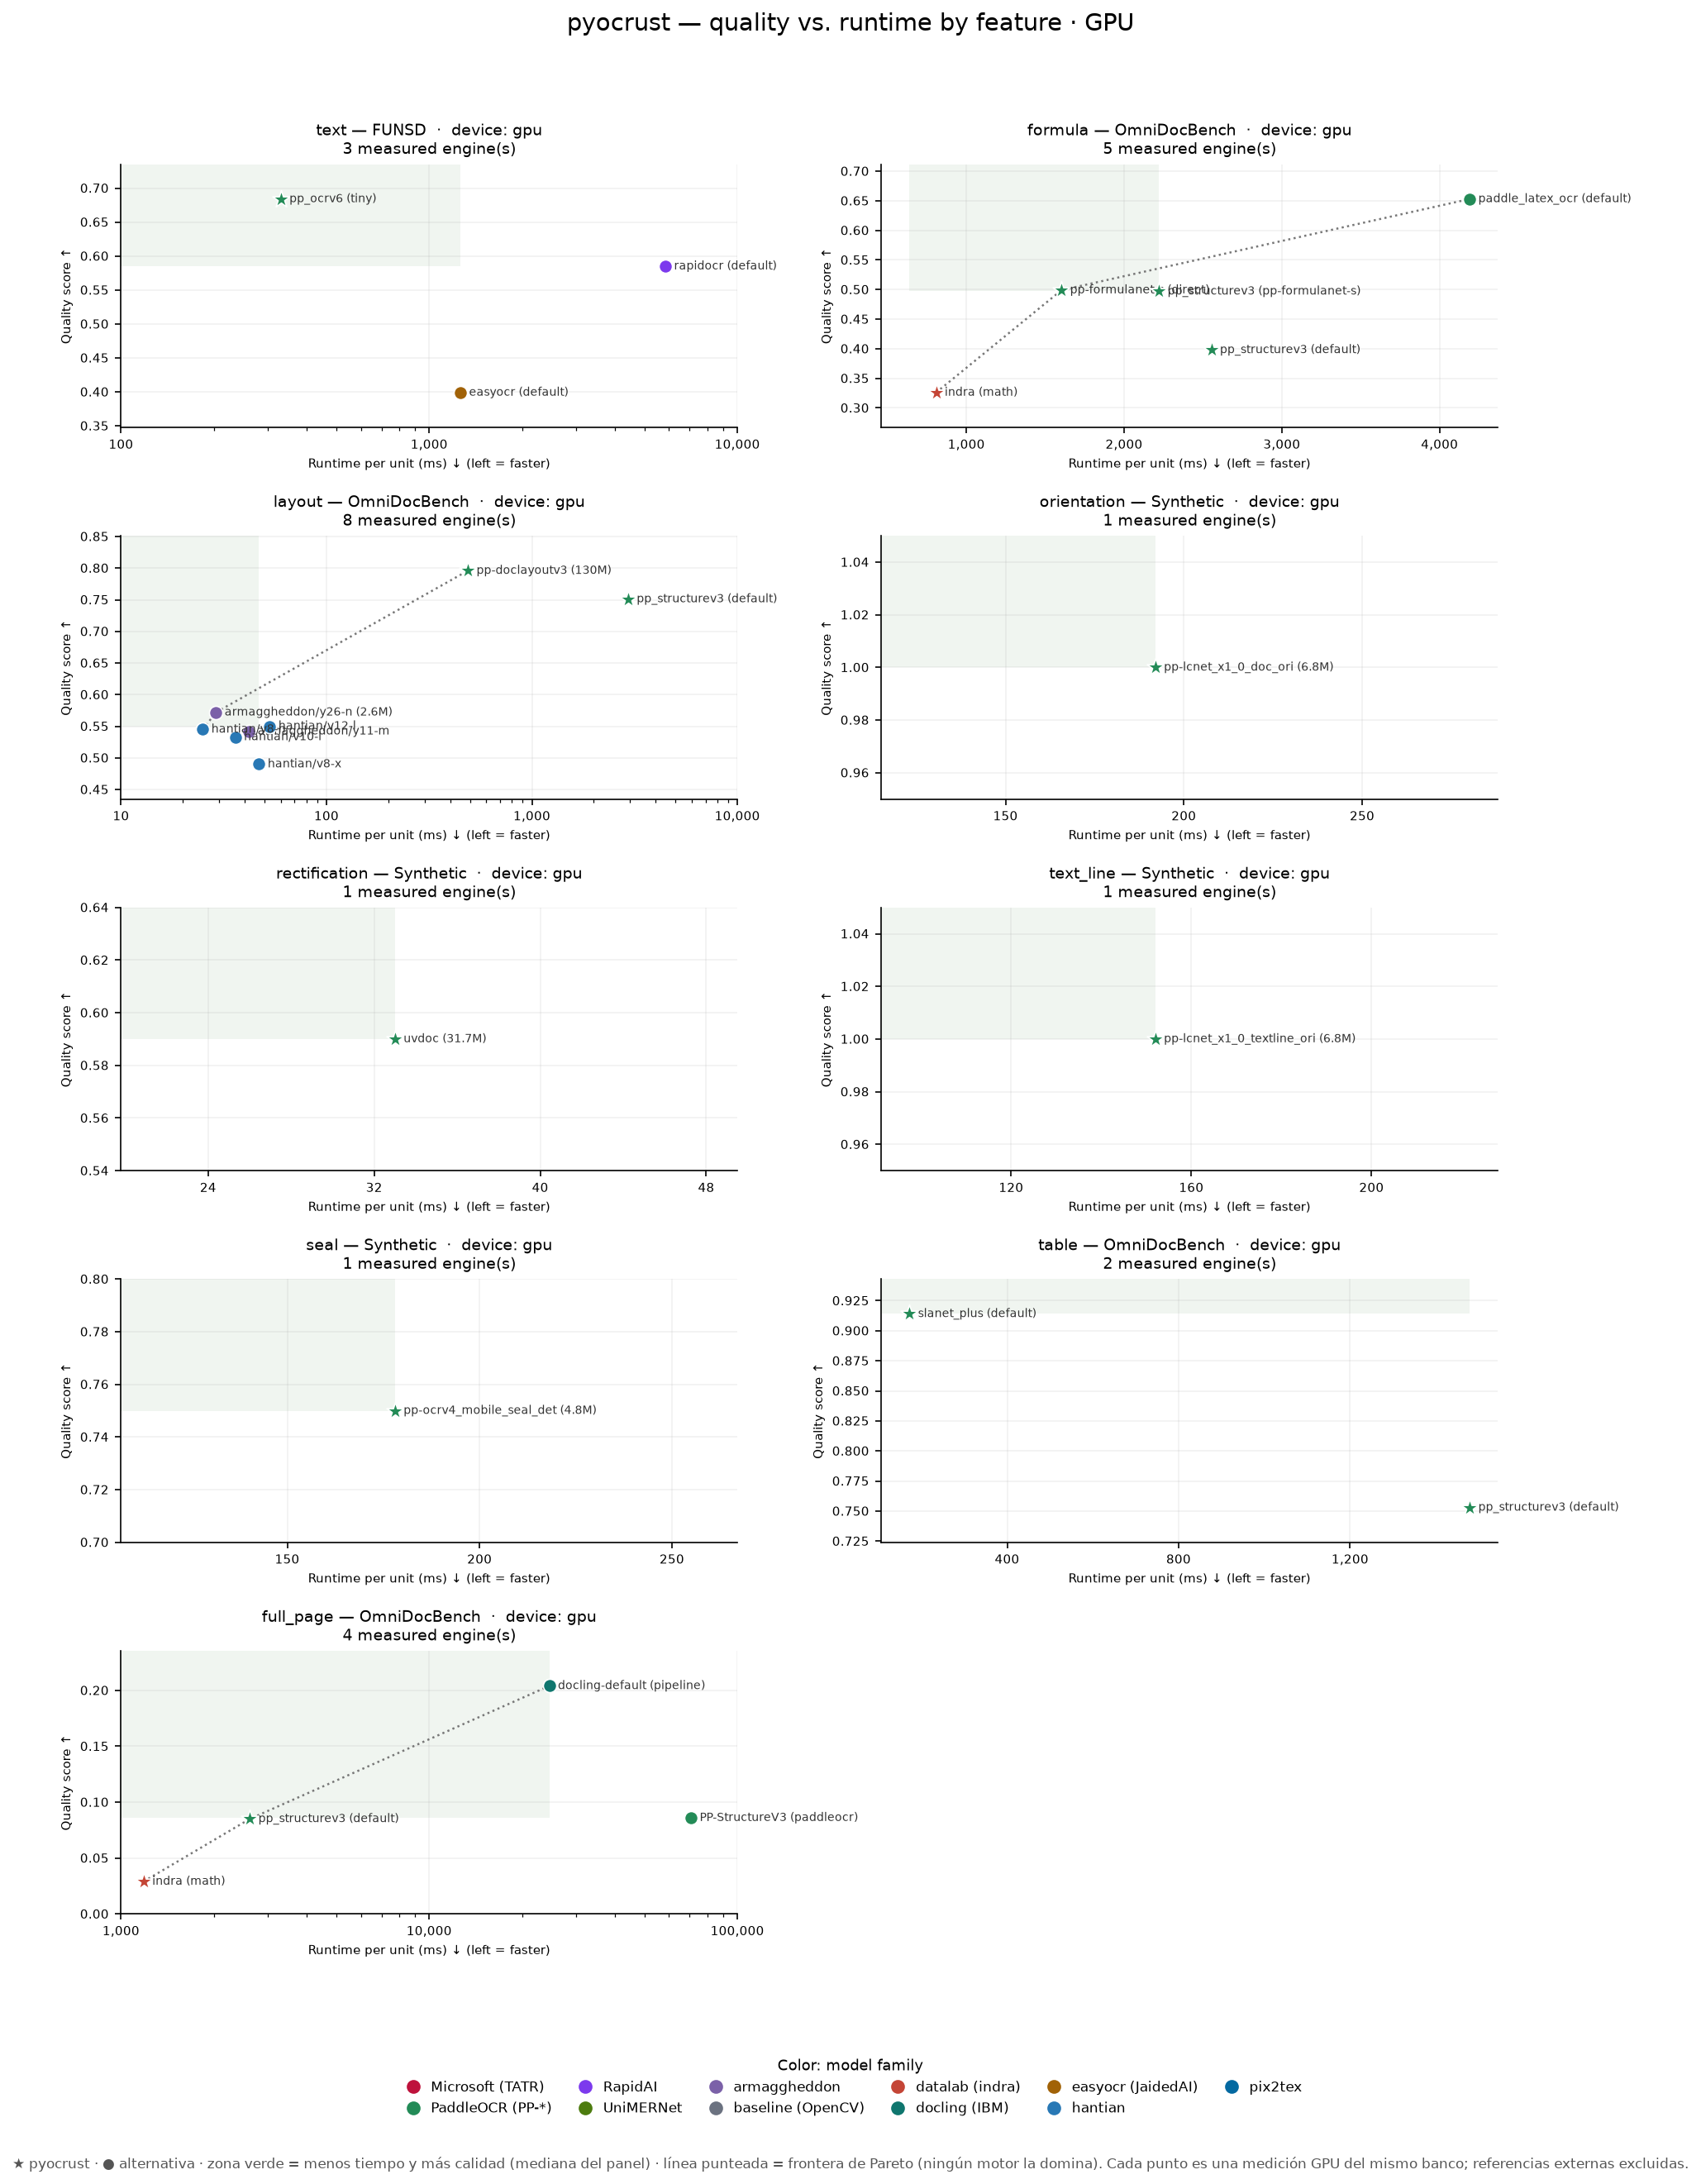 pyocrust — quality vs. runtime by feature · GPU
text — FUNSD · device: gpu
3 measured engine(s)
Quality score ↑
0.70
0.65
0.60
0.55
0.50
0.45
0.40
0.35
pp_ocrv6 (tiny)
rapidocr (default)
easyocr (default)
100
1,000
10,000
Runtime per unit (ms) ↓ (left = faster)
formula — OmniDocBench · device: gpu
5 measured engine(s)
Quality score ↑
0.70
0.65
0.60
0.55
0.50
0.45
0.40
0.35
0.30
paddle_latex_ocr (default)
pp-formulanet-s (direct)
pp_structurev3 (pp-formulanet-s)
pp_structurev3 (default)
indra (math)
1,000
2,000
3,000
4,000
Runtime per unit (ms) ↓ (left = faster)
layout — OmniDocBench · device: gpu
8 measured engine(s)
Quality score ↑
0.85
0.80
0.75
0.70
0.65
0.60
0.55
0.50
0.45
pp-doclayoutv3 (130M)
pp_structurev3 (default)
armaggheddon/y26-n (2.6M)
hantian/v12-l
armaggheddon/y11-m
hantian/v10-l
hantian/v8-x
10
100
1,000
10,000
Runtime per unit (ms) ↓ (left = faster)
orientation — Synthetic · device: gpu
1 measured engine(s)
Quality score ↑
1.04
1.02
1.00
0.98
0.96
pp-lcnet_x1_0_doc_ori (6.8M)
150
200
250
Runtime per unit (ms) ↓ (left = faster)
rectification — Synthetic · device: gpu
1 measured engine(s)
Quality score ↑
0.64
0.62
0.60
0.58
0.56
0.54
uvdoc (31.7M)
24
32
40
48
Runtime per unit (ms) ↓ (left = faster)
text_line — Synthetic · device: gpu
1 measured engine(s)
Quality score ↑
1.04
1.02
1.00
0.98
0.96
pp-lcnet_x1_0_textline_ori (6.8M)
120
160
200
Runtime per unit (ms) ↓ (left = faster)
seal — Synthetic · device: gpu
1 measured engine(s)
Quality score ↑
0.80
0.78
0.76
0.74
0.72
0.70
pp-ocrv4_mobile_seal_det (4.8M)
150
200
250
Runtime per unit (ms) ↓ (left = faster)
table — OmniDocBench · device: gpu
2 measured engine(s)
Quality score ↑
0.925
0.900
0.875
0.850
0.825
0.800
0.775
0.750
0.725
slanet_plus (default)
pp_structurev3 (default)
400
800
1,200
Runtime per unit (ms) ↓ (left = faster)
full_page — OmniDocBench · device: gpu
4 measured engine(s)
Quality score ↑
0.20
0.15
0.10
0.05
0.00
docling-default (pipeline)
pp_structurev3 (default)
PP-StructureV3 (paddleocr)
indra (math)
1,000
10,000
100,000
Runtime per unit (ms) ↓ (left = faster)
Color: model family
Microsoft (TATR) RapidAI armaggheddon datalab (indra) easyocr (JaidedAI) pix2tex
PaddleOCR (PP-*) UniMERNet baseline (OpenCV) docling (IBM) hantian
★ pyocrust · ● alternativa · zona verde = menos tiempo y más calidad (mediana del panel) · línea punteada = frontera de Pareto (ningún motor la domina). Cada punto es una medición GPU del mismo banco; referencias externas excluidas.